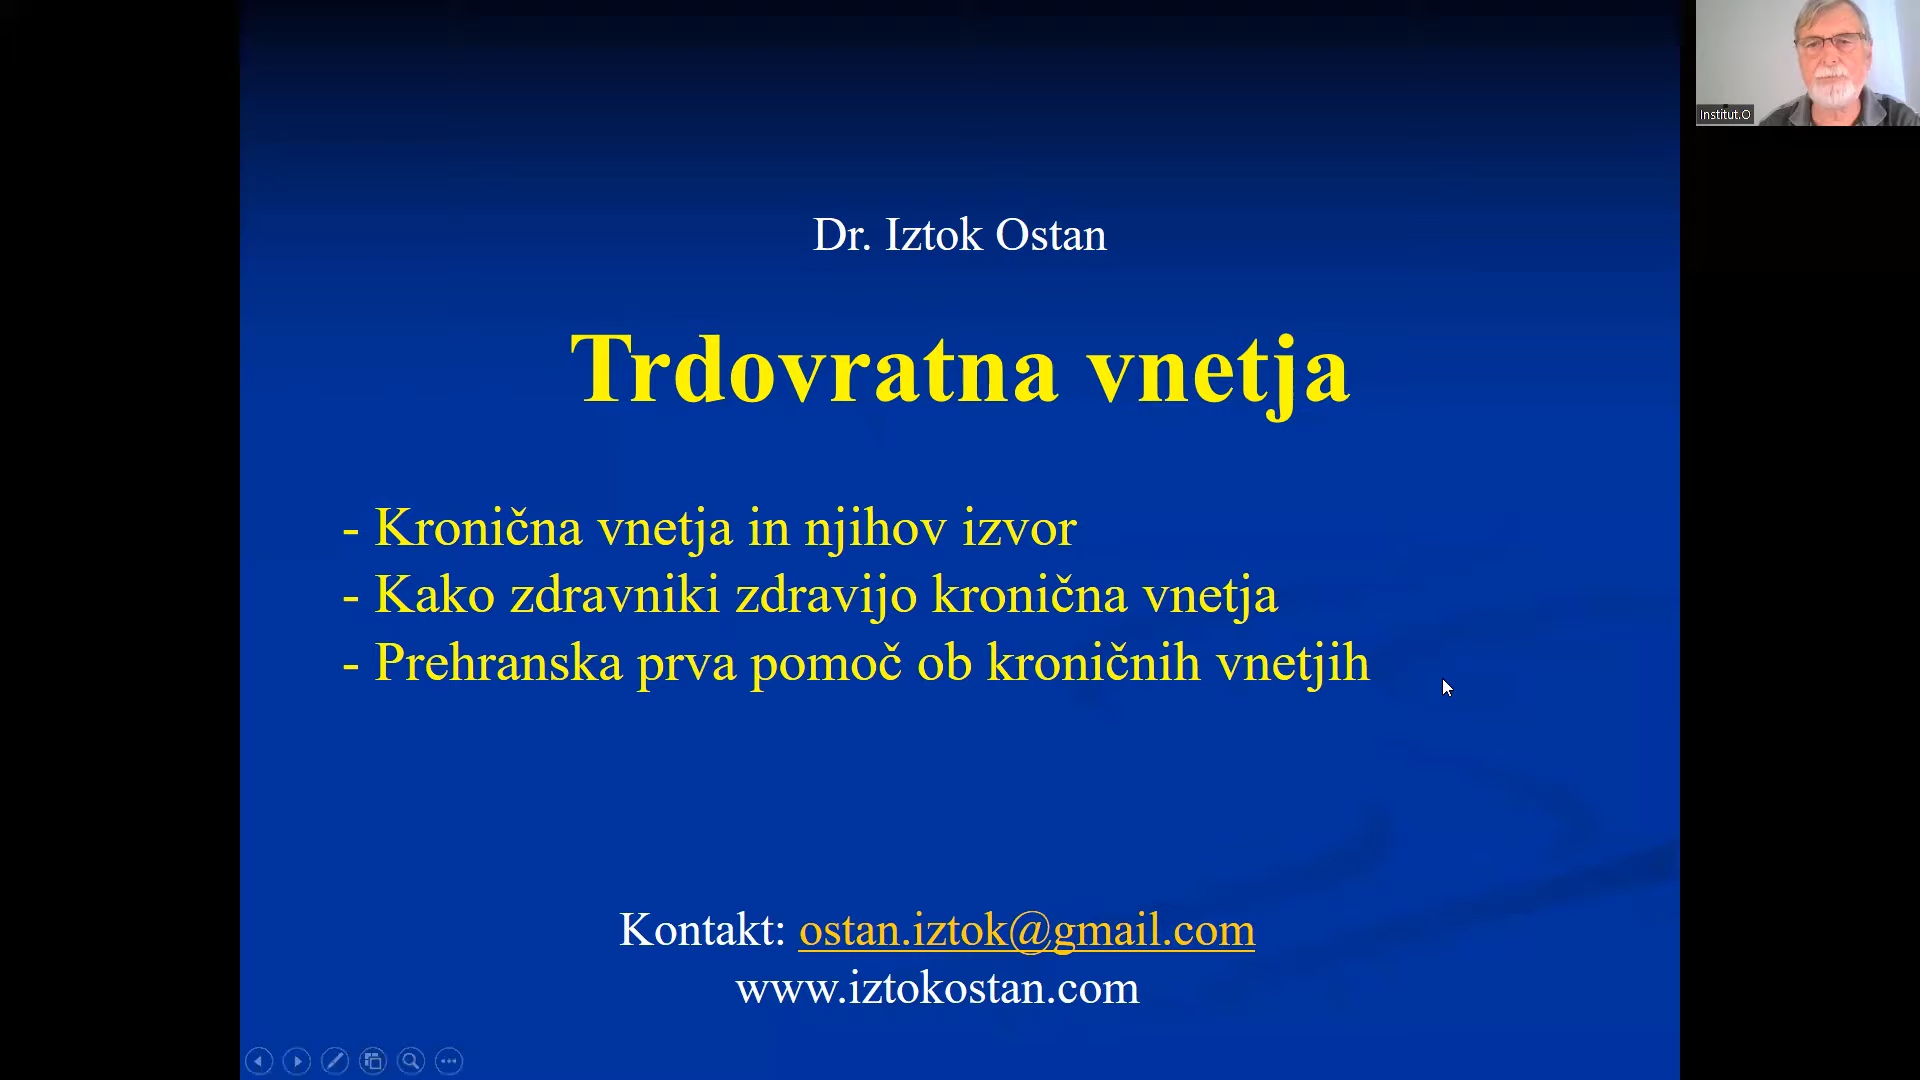 Dr. Iztok Ostan
Trdovratna vnetja
- Kronična vnetja in njihov izvor
- Kako zdravniki zdravijo kronična vnetja
- Prehranska prva pomoč ob kroničnih vnetjih
Kontakt: ostan.iztok@gmail.com
www.iztokostan.com
Institut.O